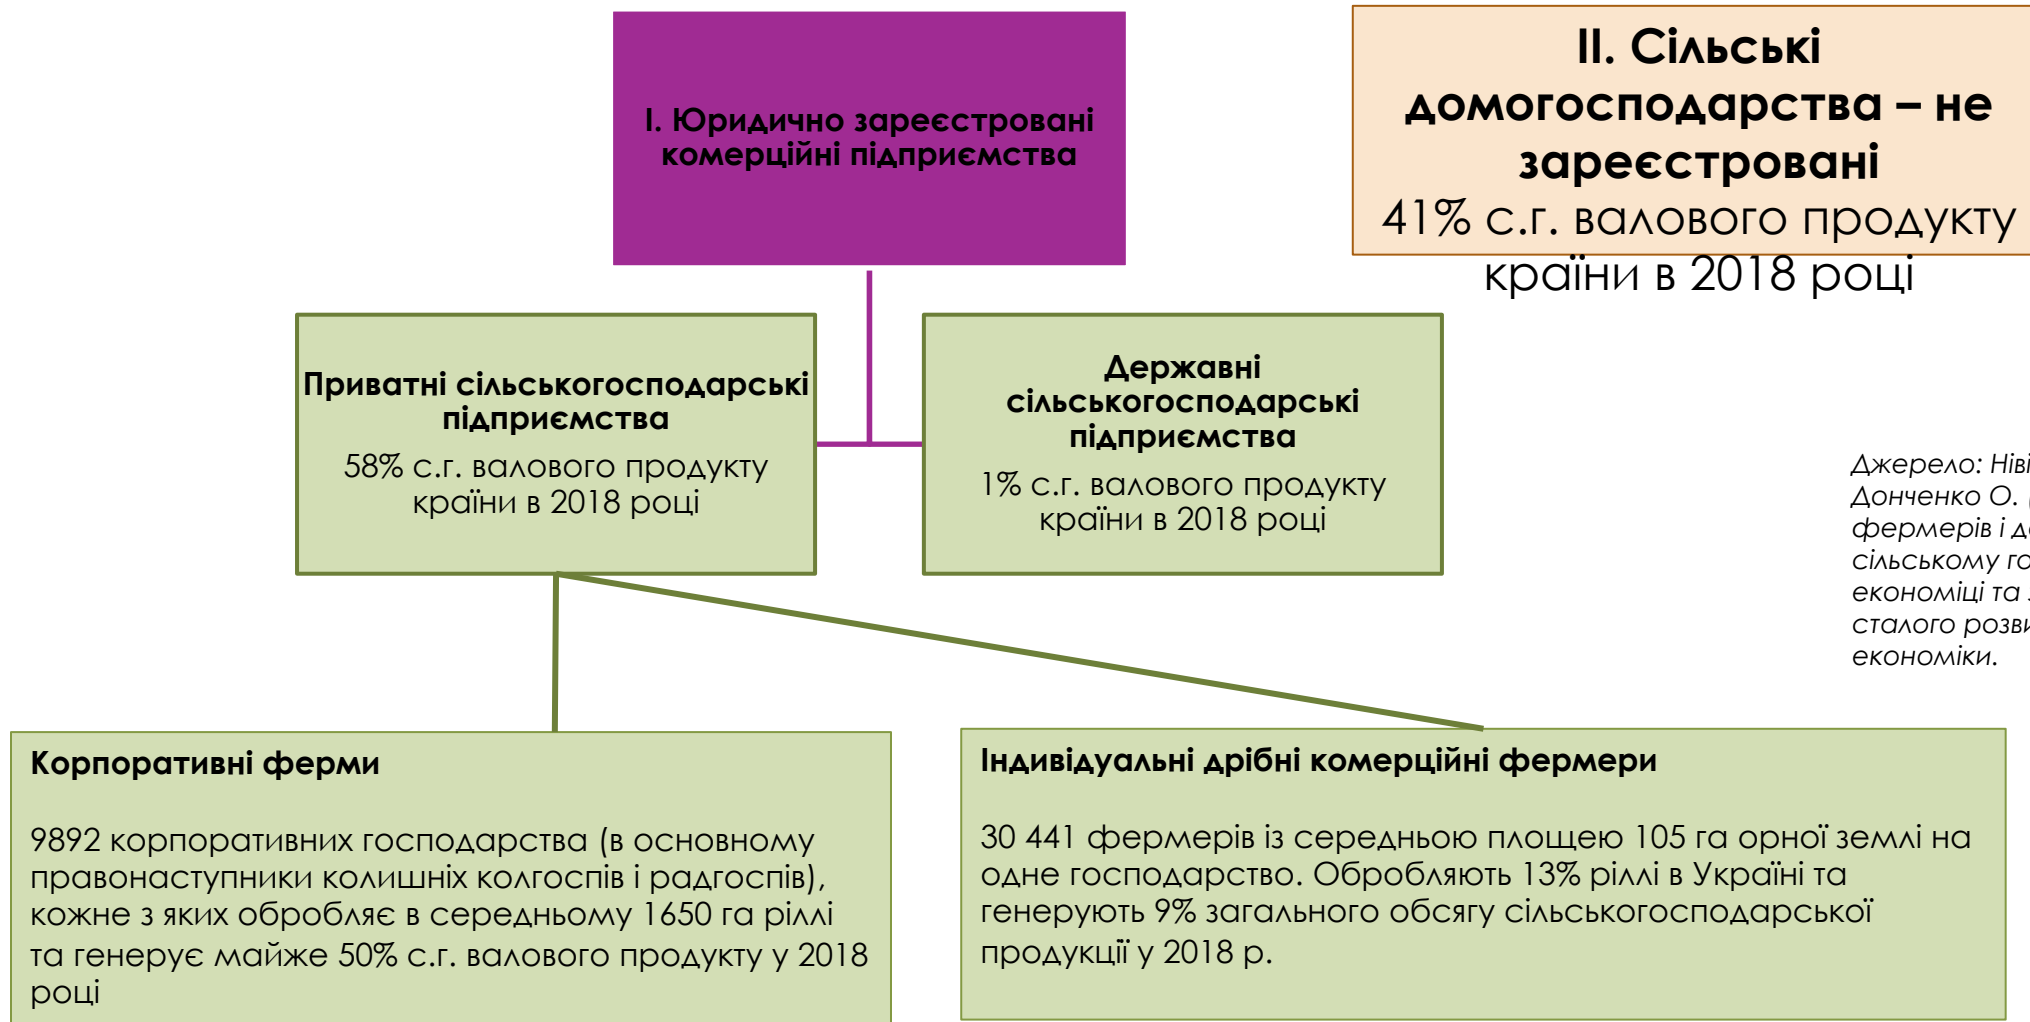 І. Юридично зареєстровані
комерційні підприємства
ІІ. Сільські
домогосподарства – не
зареєстровані
41% с.г. валового продукту
країни в 2018 році
Приватні сільськогосподарські
підприємства
58% с.г. валового продукту
країни в 2018 році
Державні
сільськогосподарські
підприємства
1% с.г. валового продукту
країни в 2018 році
Джерело:
Донченко О.
фермерів і
сільському
економіці та
сталого
економіки.
Корпоративні ферми
9892 корпоративних господарства (в основному
правонаступники колишніх колгоспів і радгоспів),
кожне з яких обробляє в середньому 1650 га ріллі
та генерує майже 50% с.г. валового продукту у 2018
році
Індивідуальні дрібні комерційні фермери
30 441 фермерів із середньою площею 105 га орної землі на
одне господарство. Обробляють 13% ріллі в Україні та
генерують 9% загального обсягу сільськогосподарської
продукції у 2018 р.